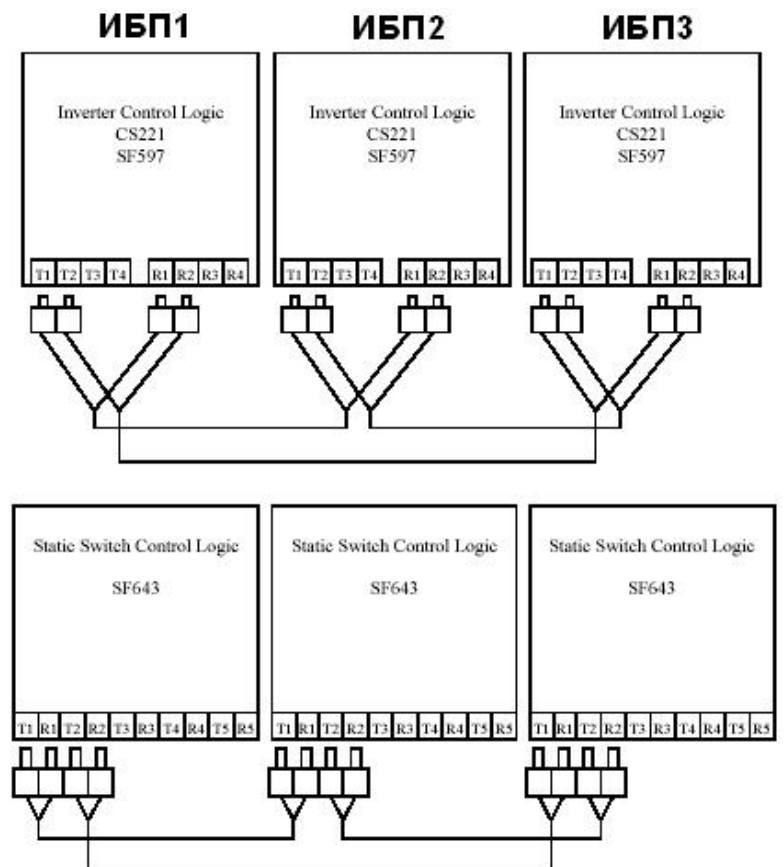 ИБП1 ИБП2 ИБП3
Inverter Control Logic Inverter Control Logic Inverter Control Logic
CS221 CS221 CS221
SF597 SF597 SF597
T1 T2 T3 T4 R1 R2 R3 R4 T1 T2 T3 T4 R1 R2 R3 R4 T1 T2 T3 T4 R1 R2 R3 R4
Static Switch Control Logic Static Switch Control Logic Static Switch Control Logic
SF643 SF643 SF643
T1 R1 T2 R2 T3 R3 T4 R4 T5 R5 T1 R1 T2 R2 T3 R3 T4 R4 T5 R5 T1 R1 T2 R2 T3 R3 T4 R4 T5 R5